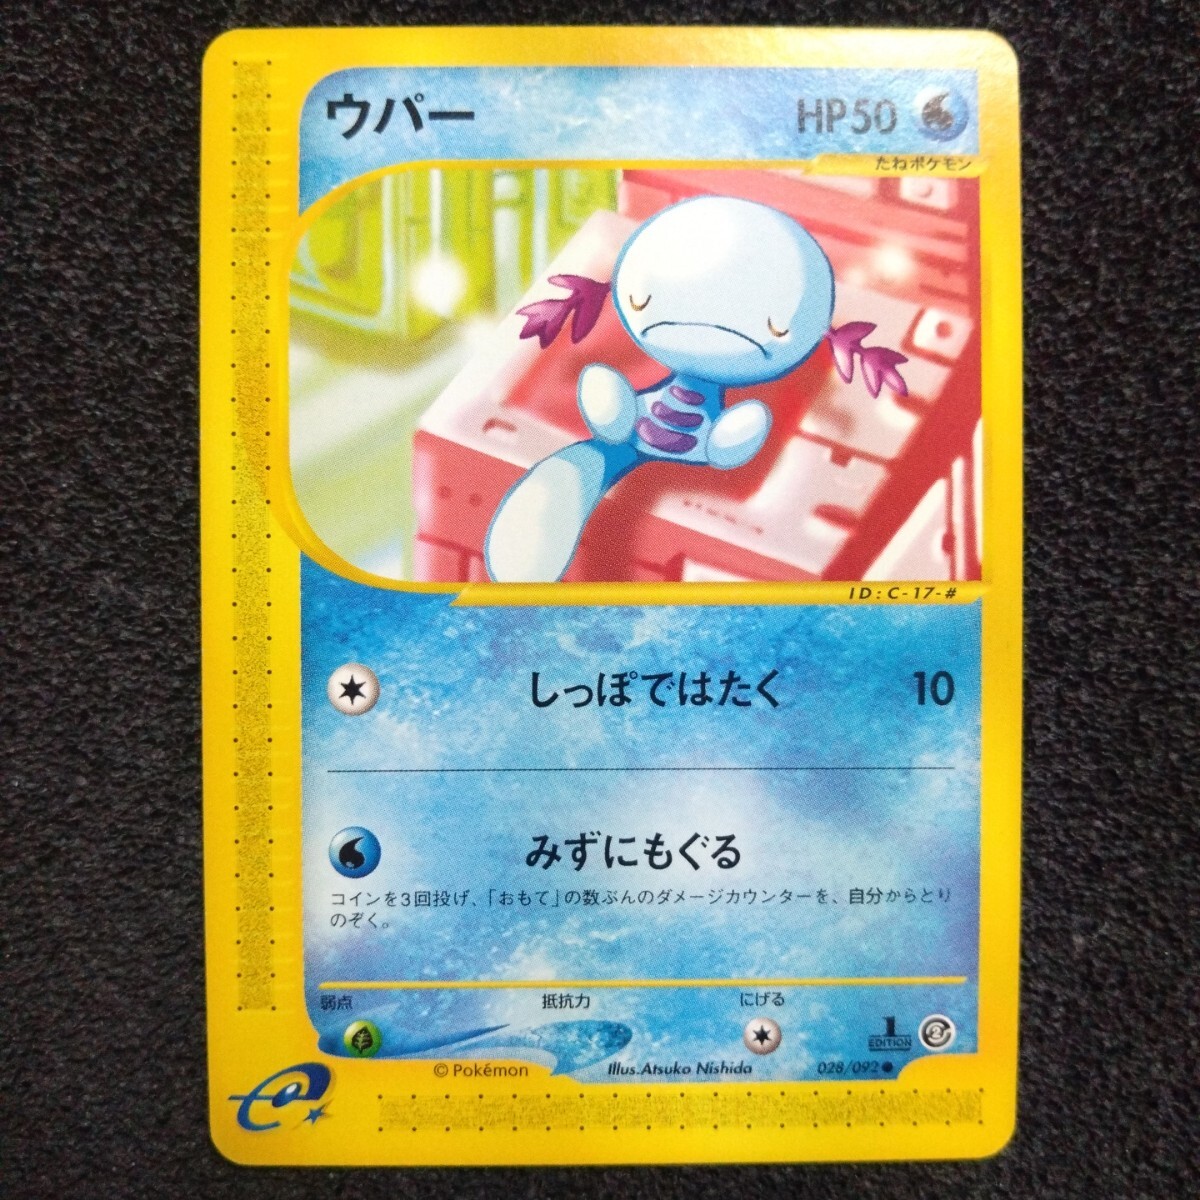 ウパー
HP50
たねポケモン
ID:C-17-#
しっぽではたく 10
みずにもぐる
コインを3回投げ、「おもて」の数ぶんのダメージカウンターを、自分からとり
のぞく。
弱点 抵抗力 にげる
1
EDITION
2
© Pokémon Illus.Atsuko Nishida 028/092●
e